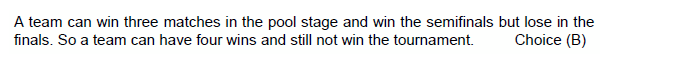 A team can win three matches in the pool stage and win the semifinals but lose in the
finals. So a team can have four wins and still not win the tournament. Choice (B)